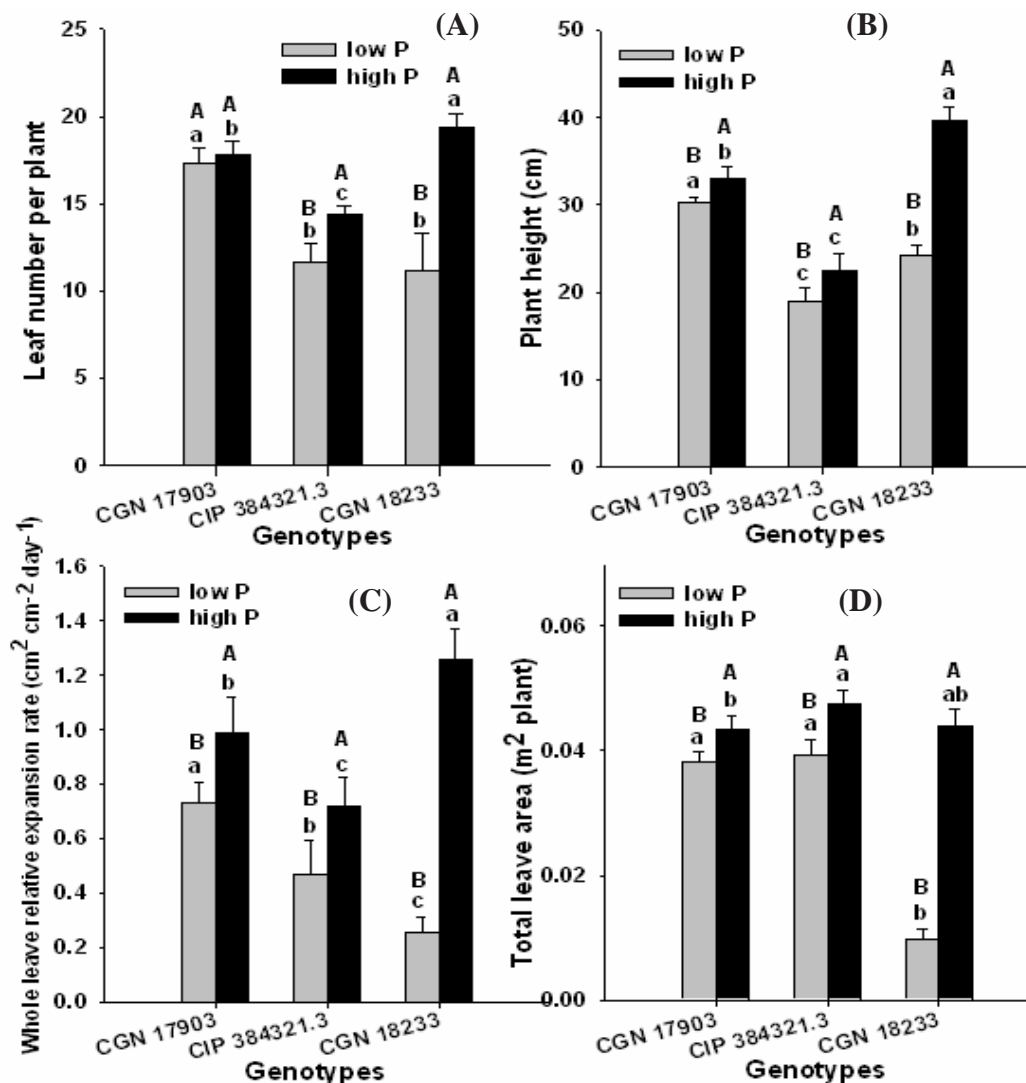 (A)
25
20
15
10
5
0
Leaf number per plant
low P
high P
A
a
A
b
B
b
A
c
B
b
A
a
CGN 17903
CIP 384321.3
CGN 18233
Genotypes
(B)
50
40
30
20
10
0
Plant height (cm)
low P
high P
B
a
A
b
B
c
A
c
B
b
A
a
CGN 17903
CIP 384321.3
CGN 18233
Genotypes
(C)
1.6
1.4
1.2
1.0
0.8
0.6
0.4
0.2
0.0
Whole leave relative expansion rate (cm2 cm-2 day-1)
low P
high P
B
a
A
b
B
b
A
c
B
c
A
a
CGN 17903
CIP 384321.3
CGN 18233
Genotypes
(D)
0.06
0.04
0.02
0.00
Total leave area (m2 plant)
low P
high P
B
a
A
b
B
a
A
a
B
b
A
ab
CGN 17903
CIP 384321.3
CGN 18233
Genotypes